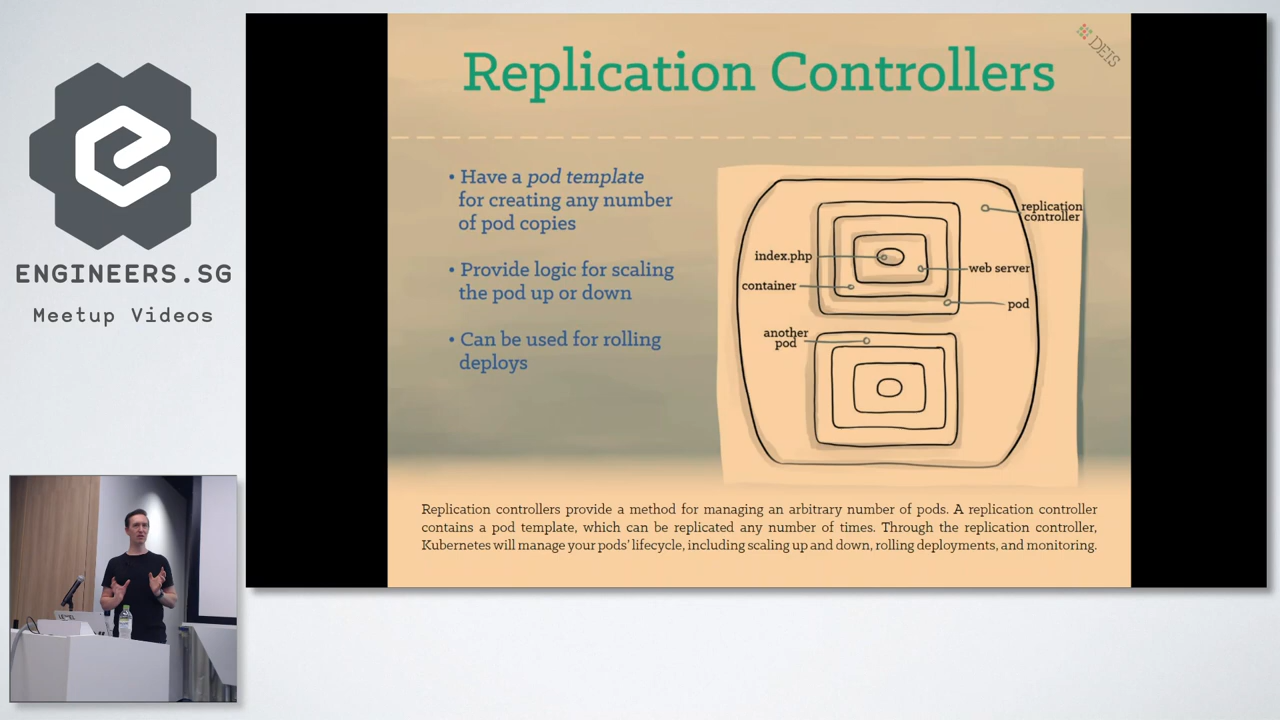 ENGINEERS.SG
Meetup Videos
DEIS
Replication Controllers
• Have a pod template
for creating any number
of pod copies
• Provide logic for scaling
the pod up or down
• Can be used for rolling
deploys
replication
controller
index.php
web server
container
pod
another
pod
Replication controllers provide a method for managing an arbitrary number of pods. A replication controller
contains a pod template, which can be replicated any number of times. Through the replication controller,
Kubernetes will manage your pods' lifecycle, including scaling up and down, rolling deployments, and monitoring.